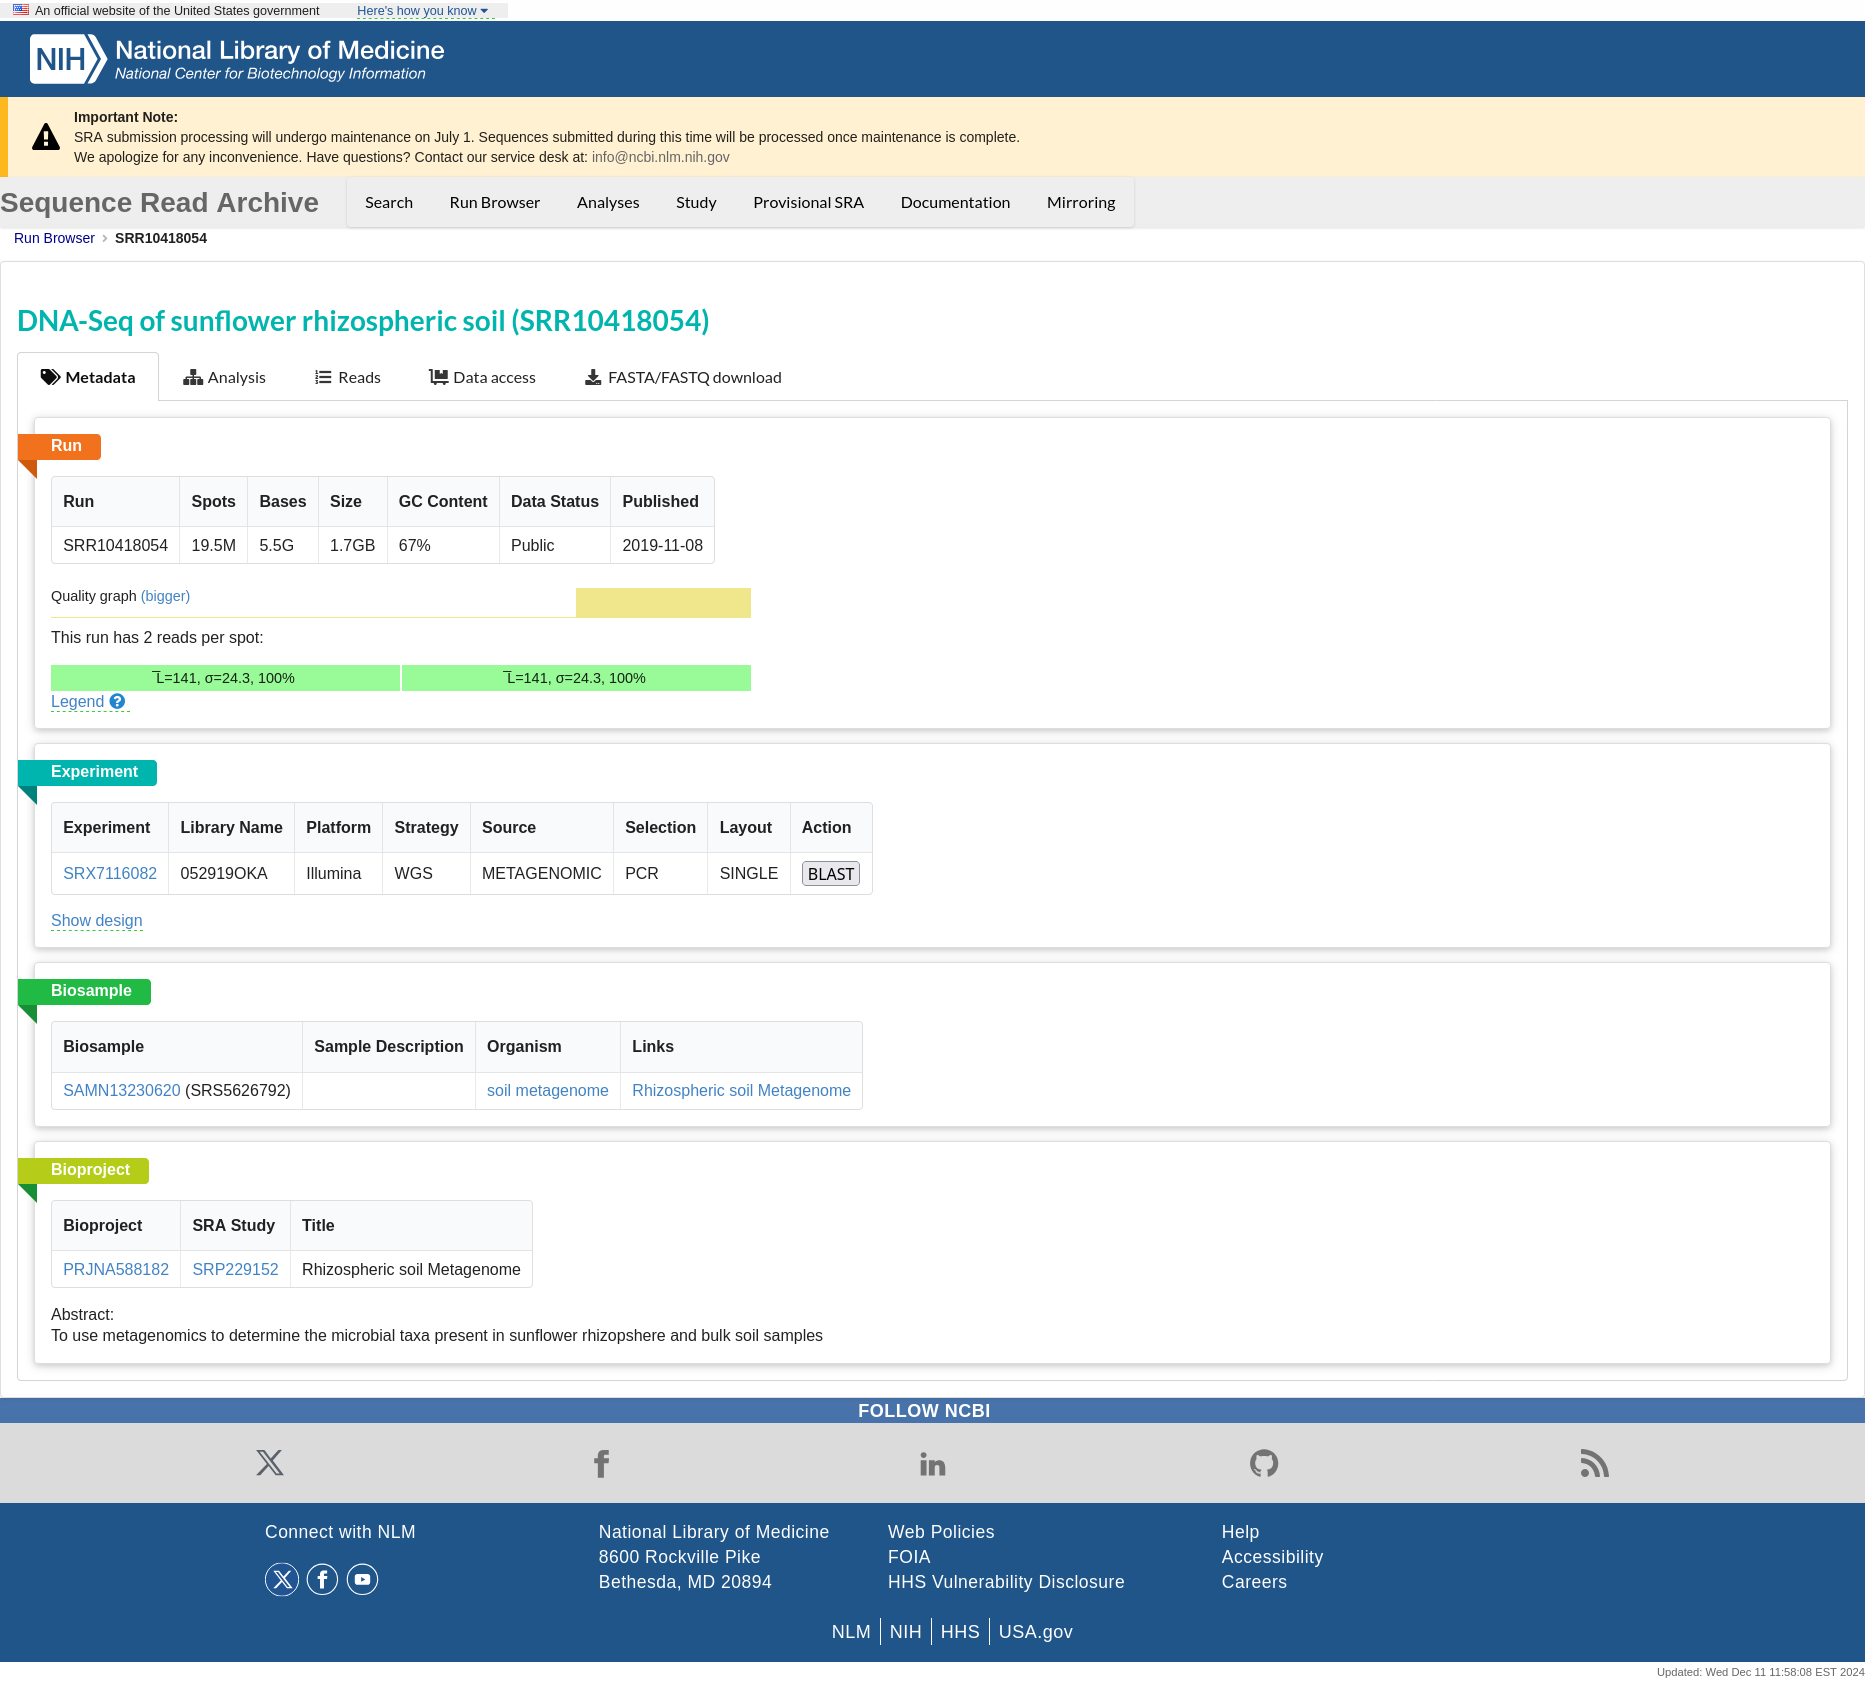 An official website of the United States government Here's how you know
NIH National Library of Medicine
National Center for Biotechnology Information
Important Note:
SRA submission processing will undergo maintenance on July 1. Sequences submitted during this time will be processed once maintenance is complete.
We apologize for any inconvenience. Have questions? Contact our service desk at: info@ncbi.nlm.nih.gov
Sequence Read Archive Search Run Browser Analyses Study Provisional SRA Documentation Mirroring
Run Browser SRR10418054
DNA-Seq of sunflower rhizospheric soil (SRR10418054)
Metadata Analysis Reads Data access FASTA/FASTQ download
Run
Run Spots Bases Size GC Content Data Status Published
SRR10418054 19.5M 5.5G 1.7GB 67% Public 2019-11-08
Quality graph (bigger)
This run has 2 reads per spot:
‾L=141, σ=24.3, 100% ‾L=141, σ=24.3, 100%
Legend ?
Experiment
Experiment Library Name Platform Strategy Source Selection Layout Action
SRX7116082 052919OKA Illumina WGS METAGENOMIC PCR SINGLE BLAST
Show design
Biosample
Biosample Sample Description Organism Links
SAMN13230620 (SRS5626792) soil metagenome Rhizospheric soil Metagenome
Bioproject
Bioproject SRA Study Title
PRJNA588182 SRP229152 Rhizospheric soil Metagenome
Abstract:
To use metagenomics to determine the microbial taxa present in sunflower rhizopshere and bulk soil samples
FOLLOW NCBI
Connect with NLM National Library of Medicine Web Policies Help
8600 Rockville Pike FOIA Accessibility
Bethesda, MD 20894 HHS Vulnerability Disclosure Careers
NLM NIH HHS USA.gov
Updated: Wed Dec 11 11:58:08 EST 2024